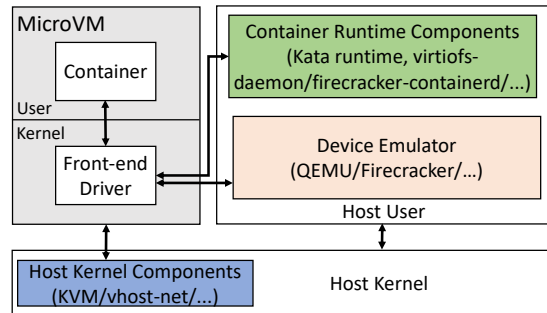 MicroVM
Container
User
Kernel
Front-end
Driver
Container Runtime Components
(Kata runtime, virtiofs-
daemon/firecracker-containerd/...)
Device Emulator
(QEMU/Firecracker/...)
Host User
Host Kernel Components
(KVM/vhost-net/...)
Host Kernel